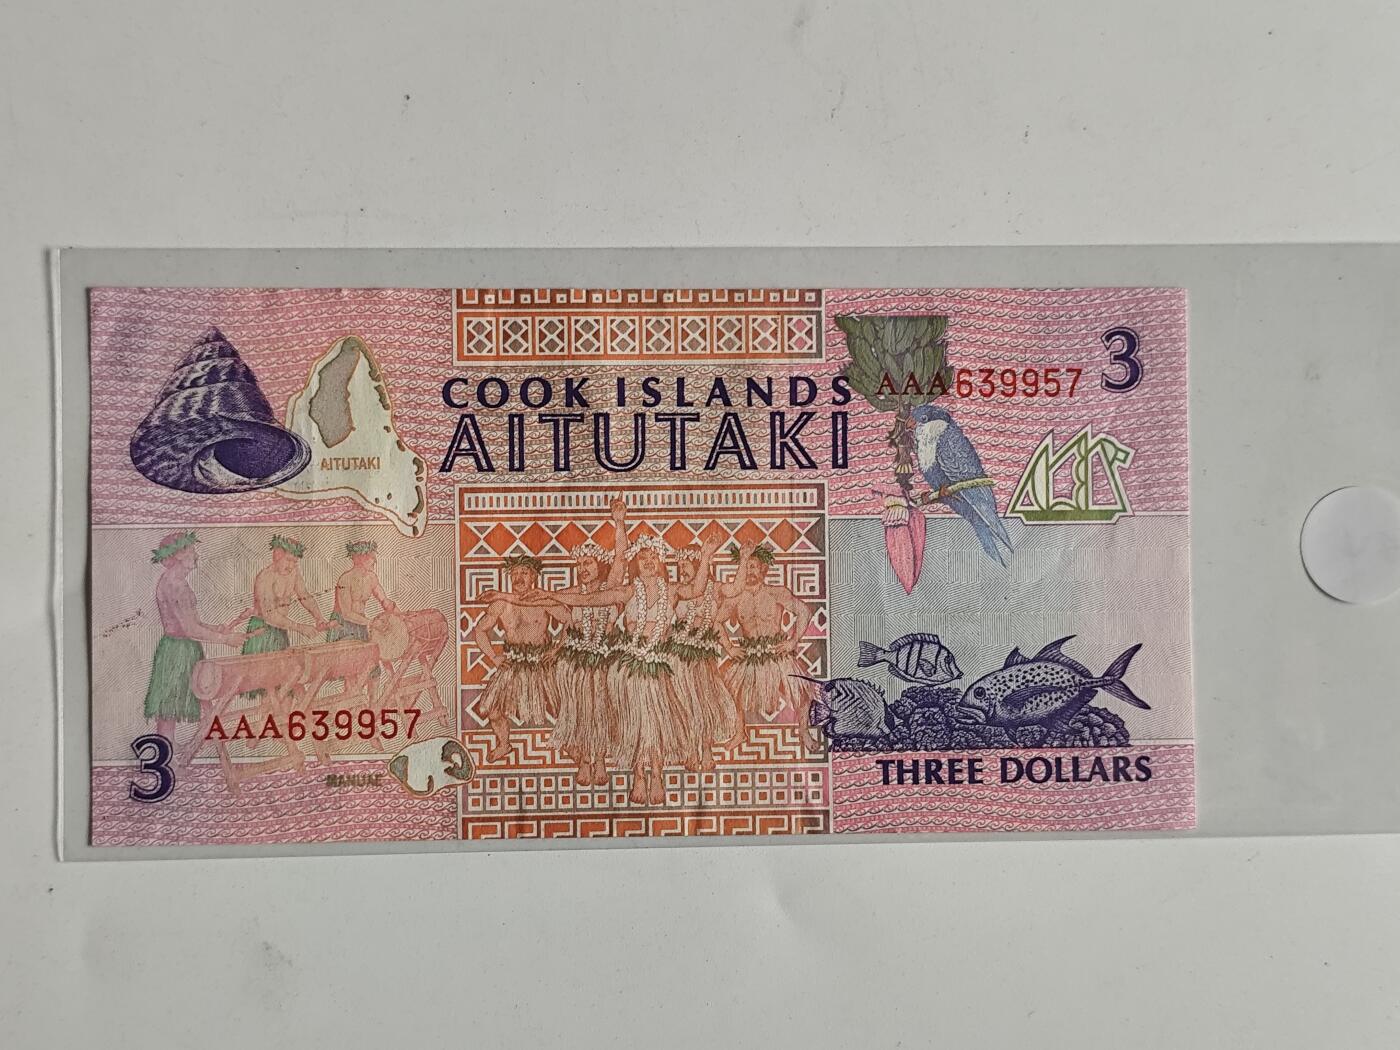 COOK ISLANDS
AITUTAKI
AAA639957
3
AITUTAKI
AAA639957
3
MANUAE
THREE DOLLARS